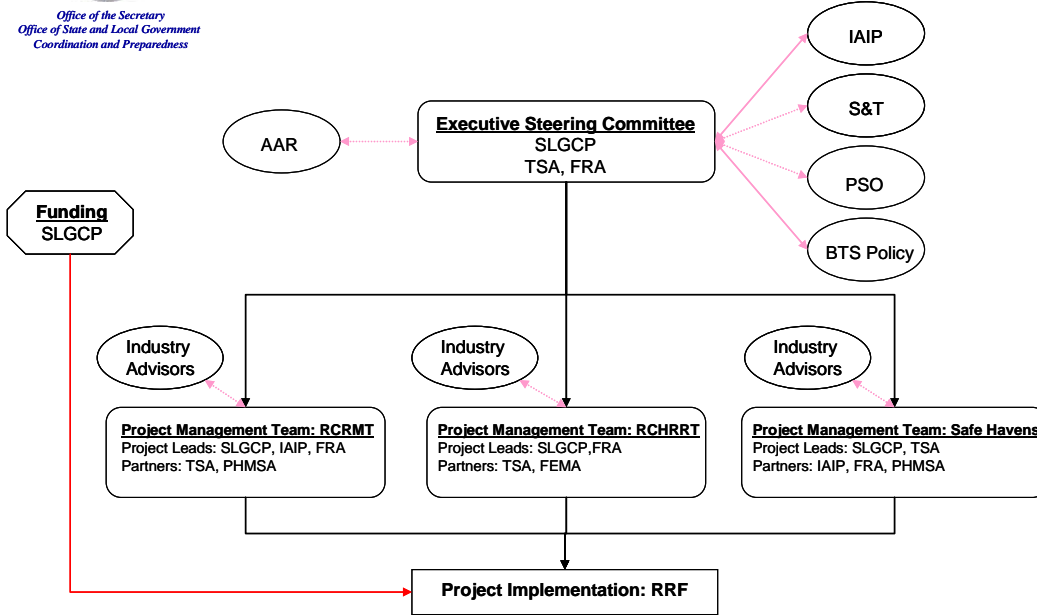 Office of the Secretary
Office of State and Local Government
Coordination and Preparedness
IAIP
S&T
PSO
BTS Policy
AAR
Executive Steering Committee
SLGCP
TSA, FRA
Funding
SLGCP
Industry
Advisors
Industry
Advisors
Industry
Advisors
Project Management Team: RCRMT
Project Leads: SLGCP, IAIP, FRA
Partners: TSA, PHMSA
Project Management Team: RCHRRT
Project Leads: SLGCP,FRA
Partners: TSA, FEMA
Project Management Team: Safe Havens
Project Leads: SLGCP, TSA
Partners: IAIP, FRA, PHMSA
Project Implementation: RRF